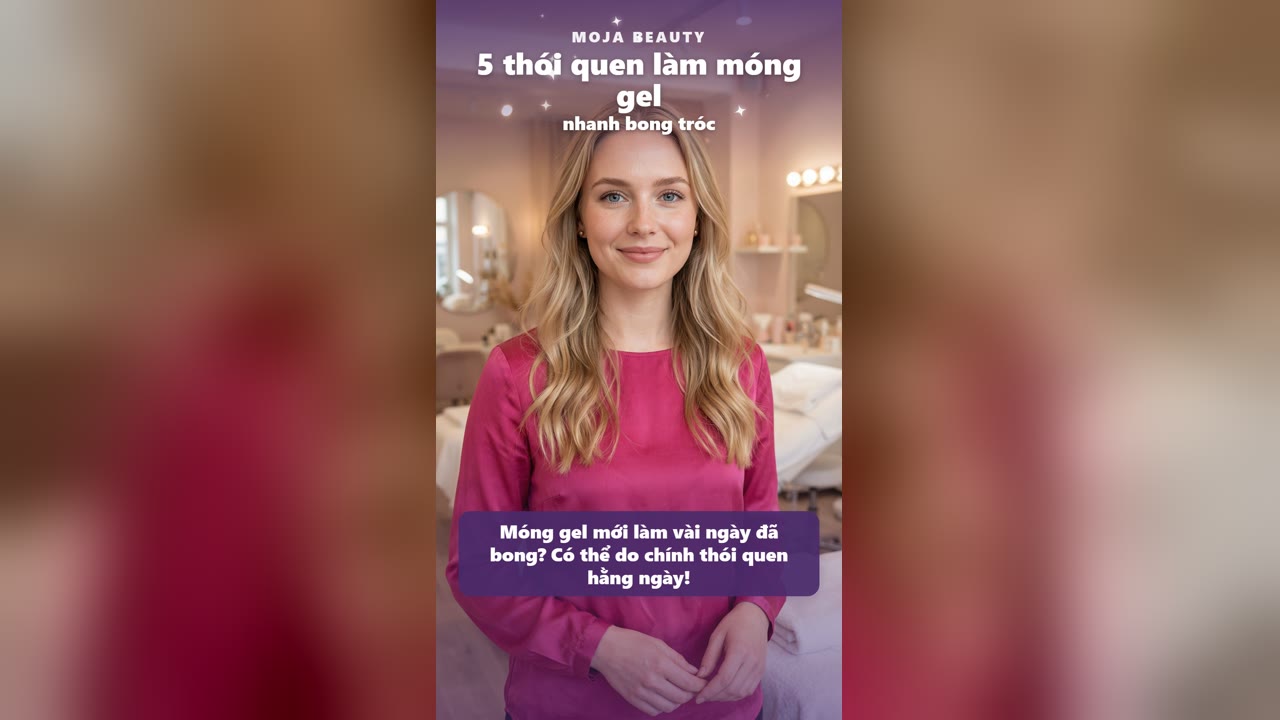 MOJA BEAUTY
5 thói quen làm móng
gel
nhanh bong tróc
Móng gel mới làm vài ngày đã
bong? Có thể do chính thói quen
hằng ngày!